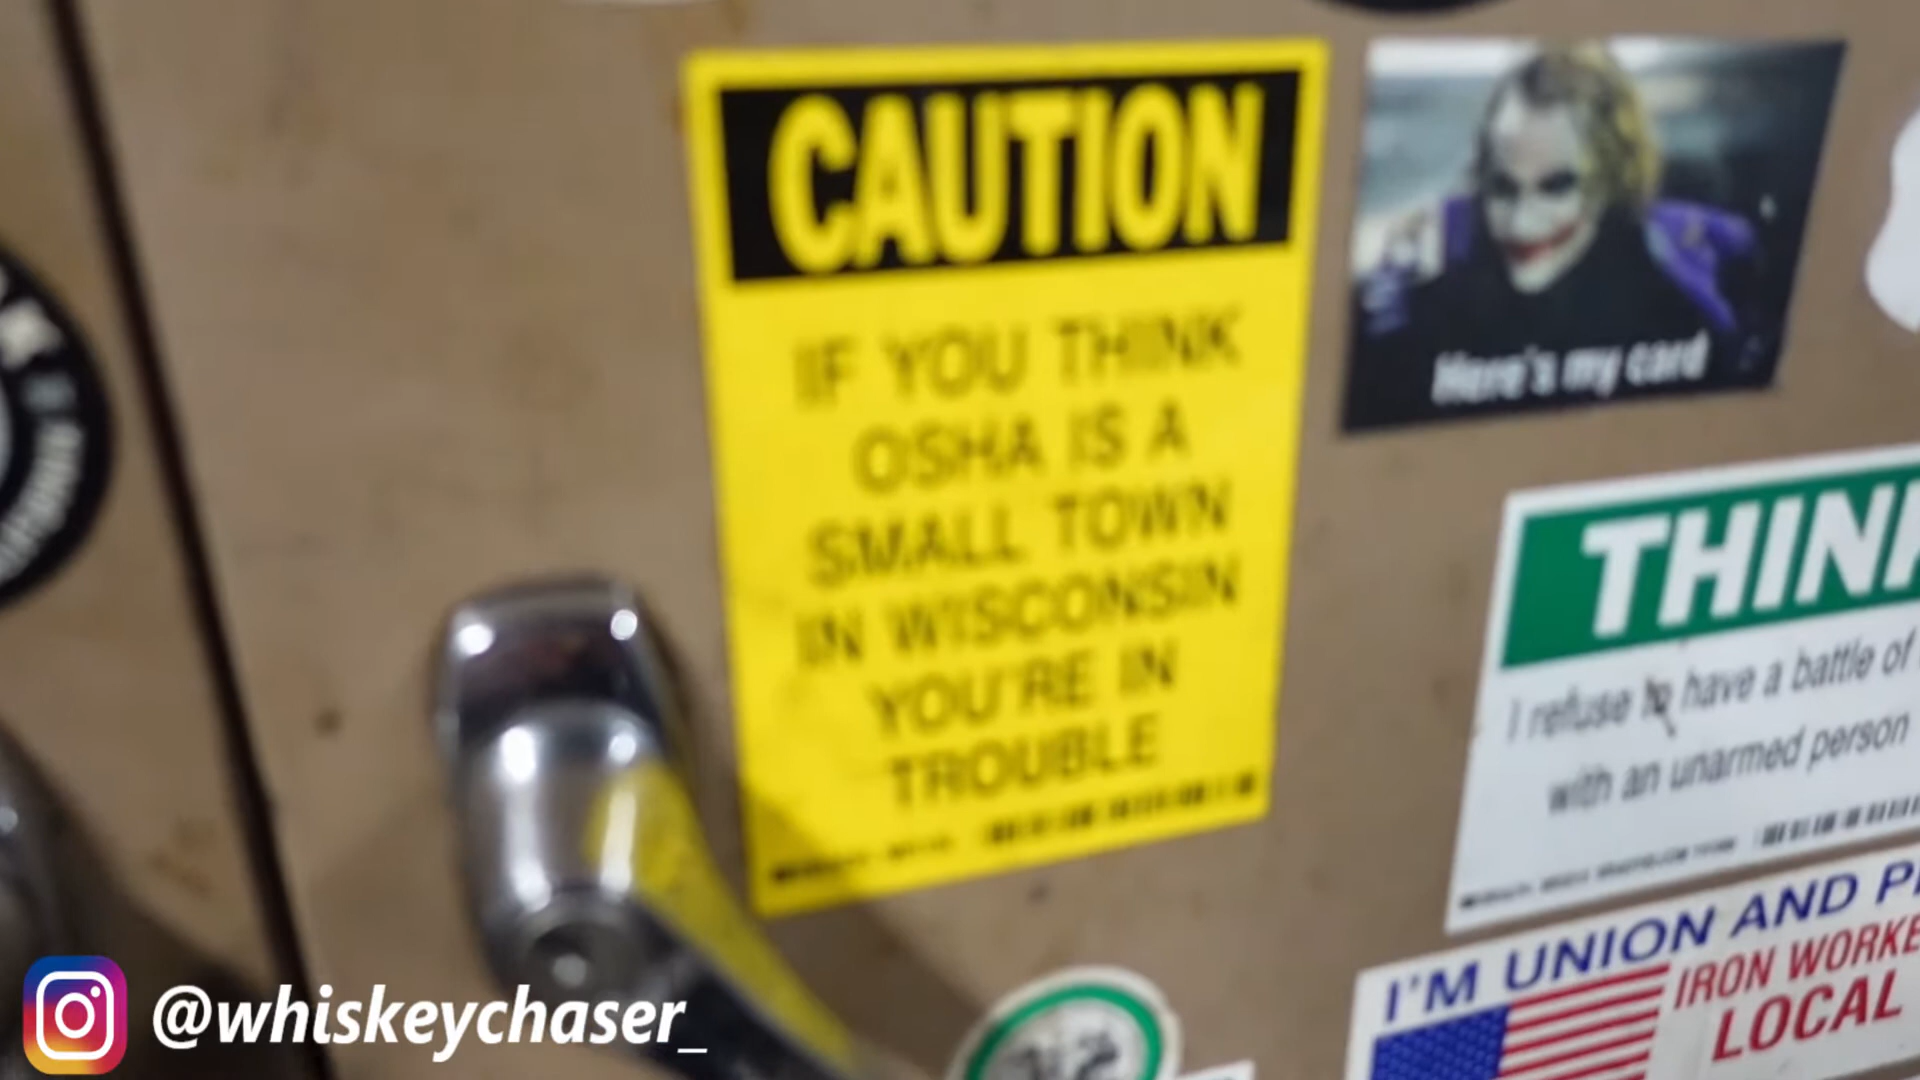 CAUTION
IF YOU THINK
OSHA IS A
SMALL TOWN
IN WISCONSIN
YOU'RE IN
TROUBLE
Here's my card
THINK
I refuse to have a battle of
with an unarmed person
I'M UNION AND
IRON WORKE
LOCAL
@whiskeychaser_